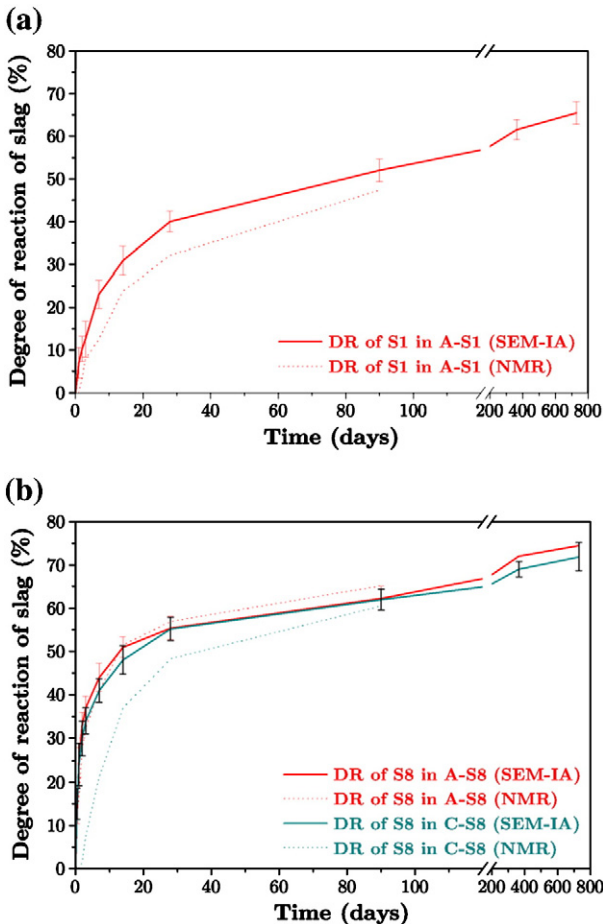 (a)
Degree of reaction of slag (%)
80
70
60
50
40
30
20
10
0
DR of S1 in A-S1 (SEM-IA)
DR of S1 in A-S1 (NMR)
0 20 40 60 80 100 200 400 600 800
Time (days)
(b)
Degree of reaction of slag (%)
80
70
60
50
40
30
20
10
0
DR of S8 in A-S8 (SEM-IA)
DR of S8 in A-S8 (NMR)
DR of S8 in C-S8 (SEM-IA)
DR of S8 in C-S8 (NMR)
0 20 40 60 80 100 200 400 600 800
Time (days)